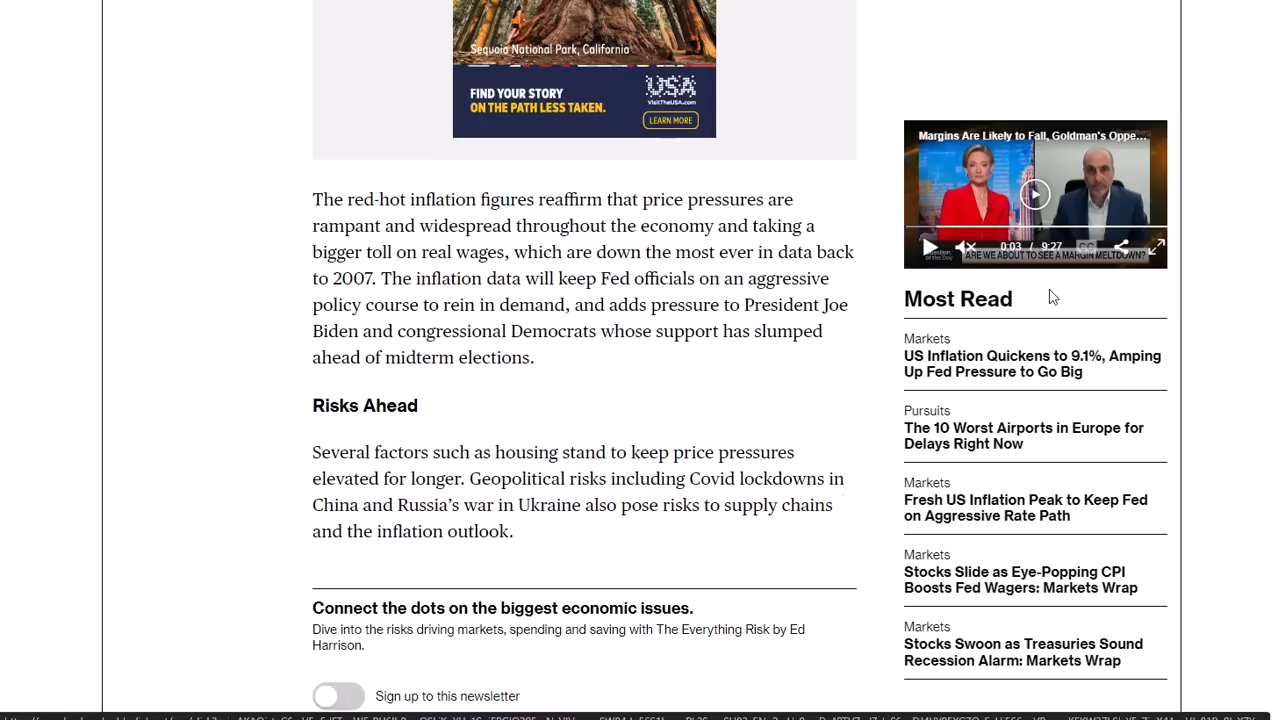 Sequoia National Park, California
FIND YOUR STORY
ON THE PATH LESS TAKEN.
USA
VisitTheUSA.com
LEARN MORE
The red-hot inflation figures reaffirm that price pressures are
rampant and widespread throughout the economy and taking a
bigger toll on real wages, which are down the most ever in data back
to 2007. The inflation data will keep Fed officials on an aggressive
policy course to rein in demand, and adds pressure to President Joe
Biden and congressional Democrats whose support has slumped
ahead of midterm elections.
Risks Ahead
Several factors such as housing stand to keep price pressures
elevated for longer. Geopolitical risks including Covid lockdowns in
China and Russia's war in Ukraine also pose risks to supply chains
and the inflation outlook.
Connect the dots on the biggest economic issues.
Dive into the risks driving markets, spending and saving with The Everything Risk by Ed
Harrison.
Sign up to this newsletter
Margins Are Likely to Fall, Goldman's Oppe...
0:03 / 9:27
CC
Question
of the Day
ARE WE ABOUT TO SEE A MARGIN MELTDOWN?
Most Read
Markets
US Inflation Quickens to 9.1%, Amping
Up Fed Pressure to Go Big
Pursuits
The 10 Worst Airports in Europe for
Delays Right Now
Markets
Fresh US Inflation Peak to Keep Fed
on Aggressive Rate Path
Markets
Stocks Slide as Eye-Popping CPI
Boosts Fed Wagers: Markets Wrap
Markets
Stocks Swoon as Treasuries Sound
Recession Alarm: Markets Wrap